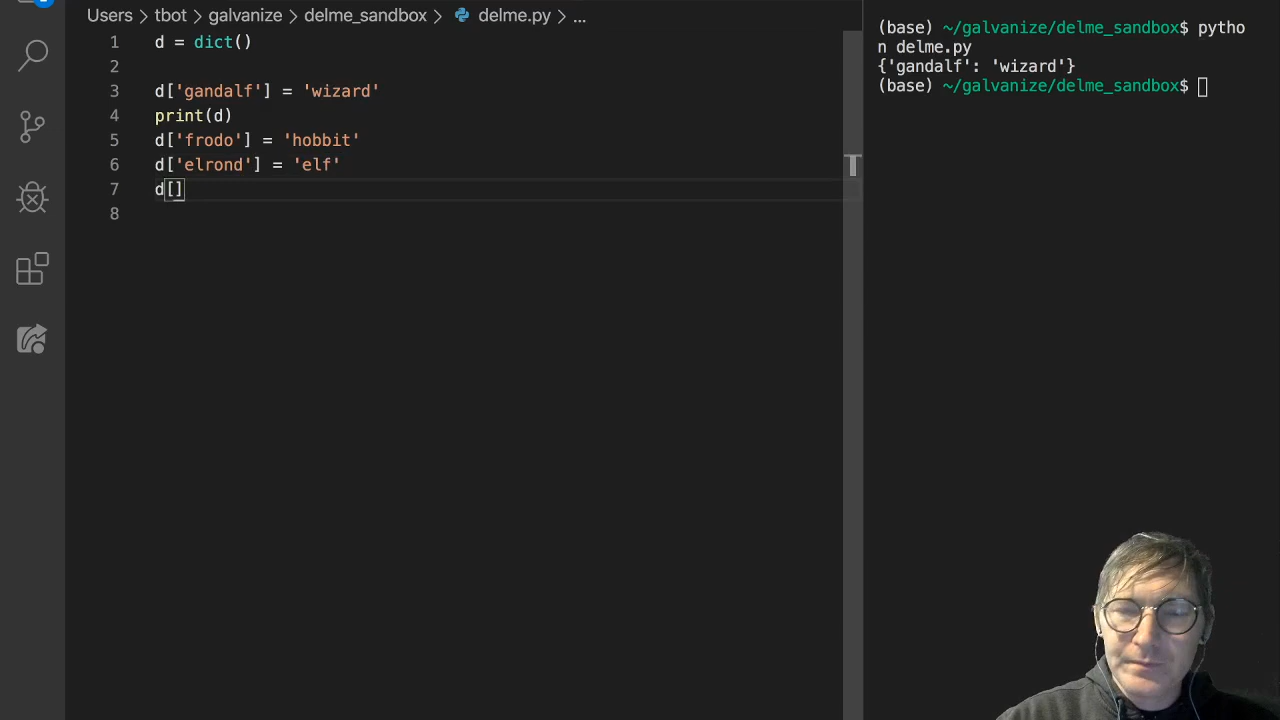 Users > tbot > galvanize > delme_sandbox > delme.py > ...
1 d = dict()
2
3 d['gandalf'] = 'wizard'
4 print(d)
5 d['frodo'] = 'hobbit'
6 d['elrond'] = 'elf'
7 d[]
8
(base) ~/galvanize/delme_sandbox$ pytho
n delme.py
{'gandalf': 'wizard'}
(base) ~/galvanize/delme_sandbox$